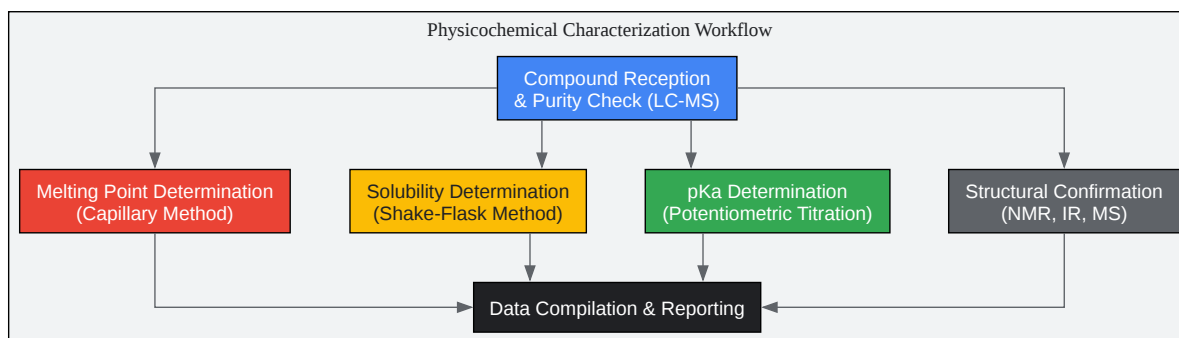 Physicochemical Characterization Workflow
Compound Reception
& Purity Check (LC-MS)
Melting Point Determination
(Capillary Method)
Solubility Determination
(Shake-Flask Method)
pKa Determination
(Potentiometric Titration)
Structural Confirmation
(NMR, IR, MS)
Data Compilation & Reporting